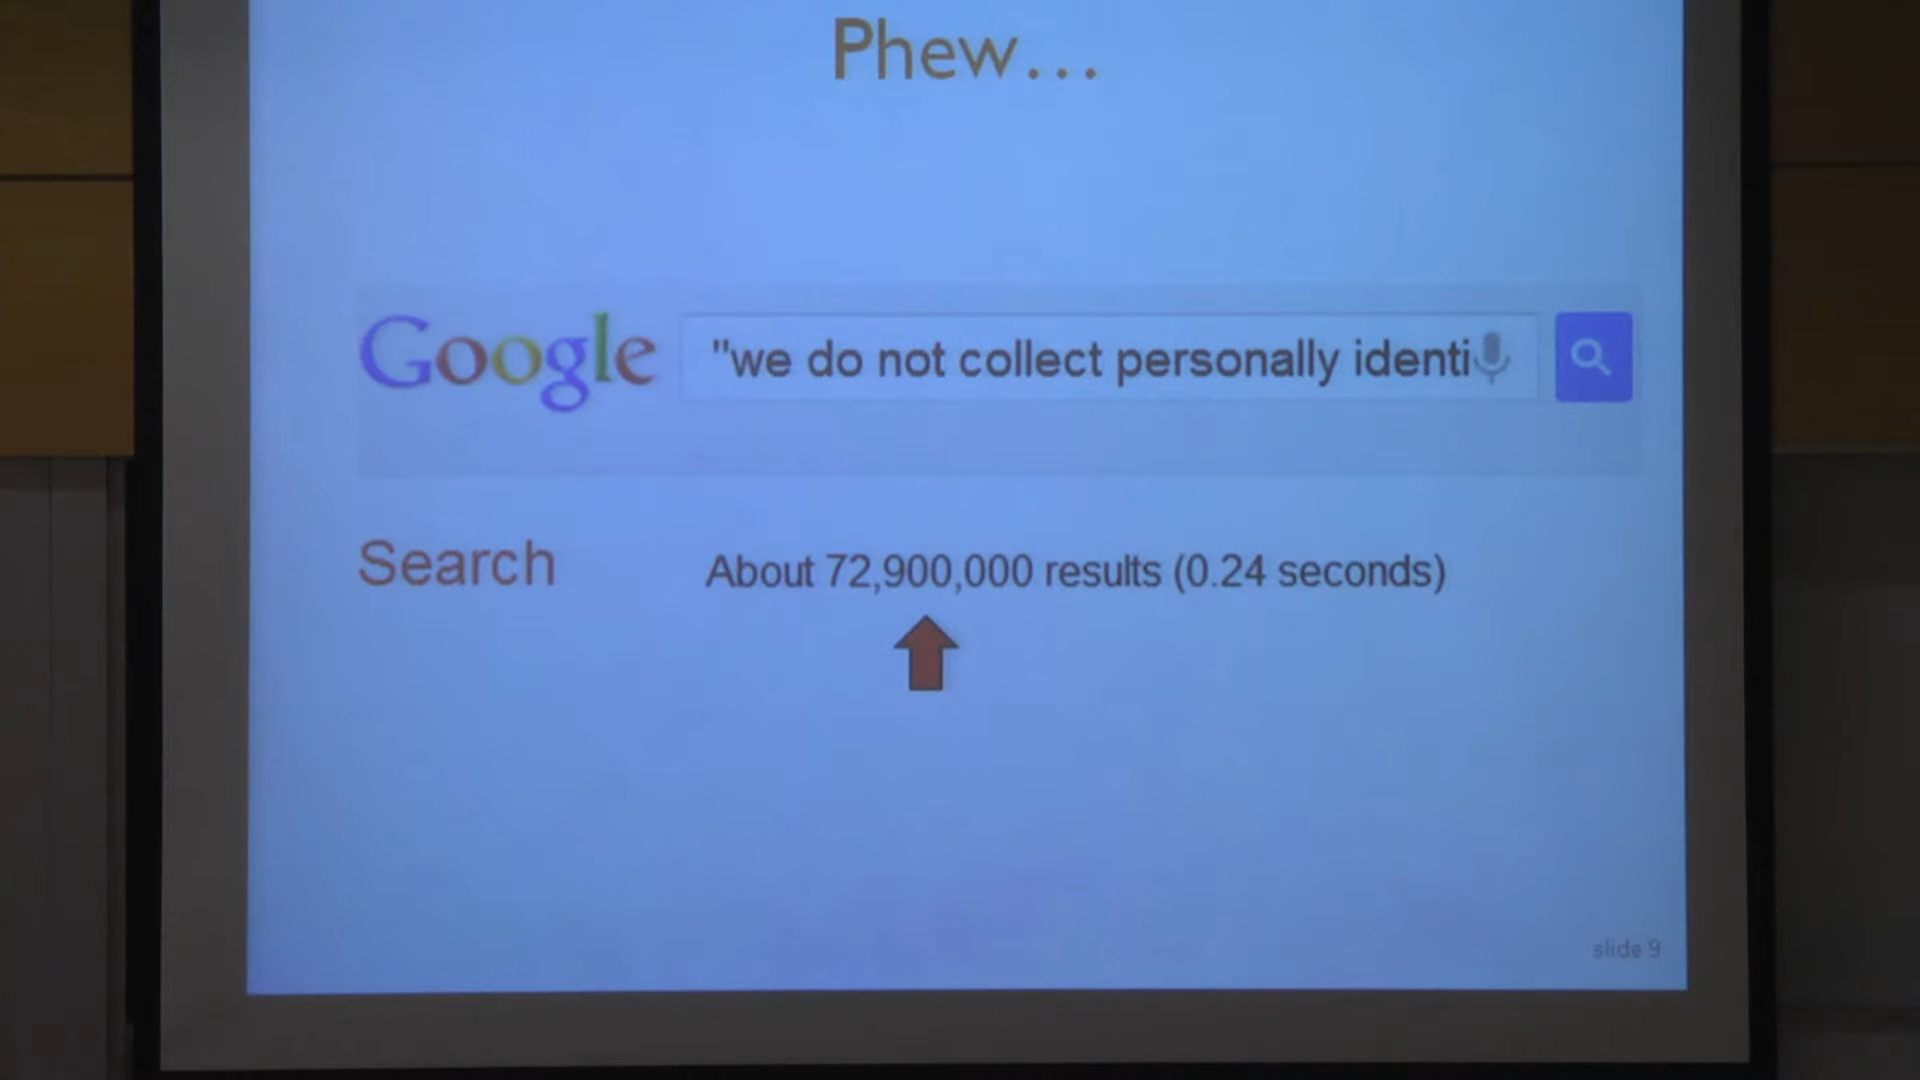 Phew...
Google "we do not collect personally identi
Search About 72,900,000 results (0.24 seconds)
slide 9